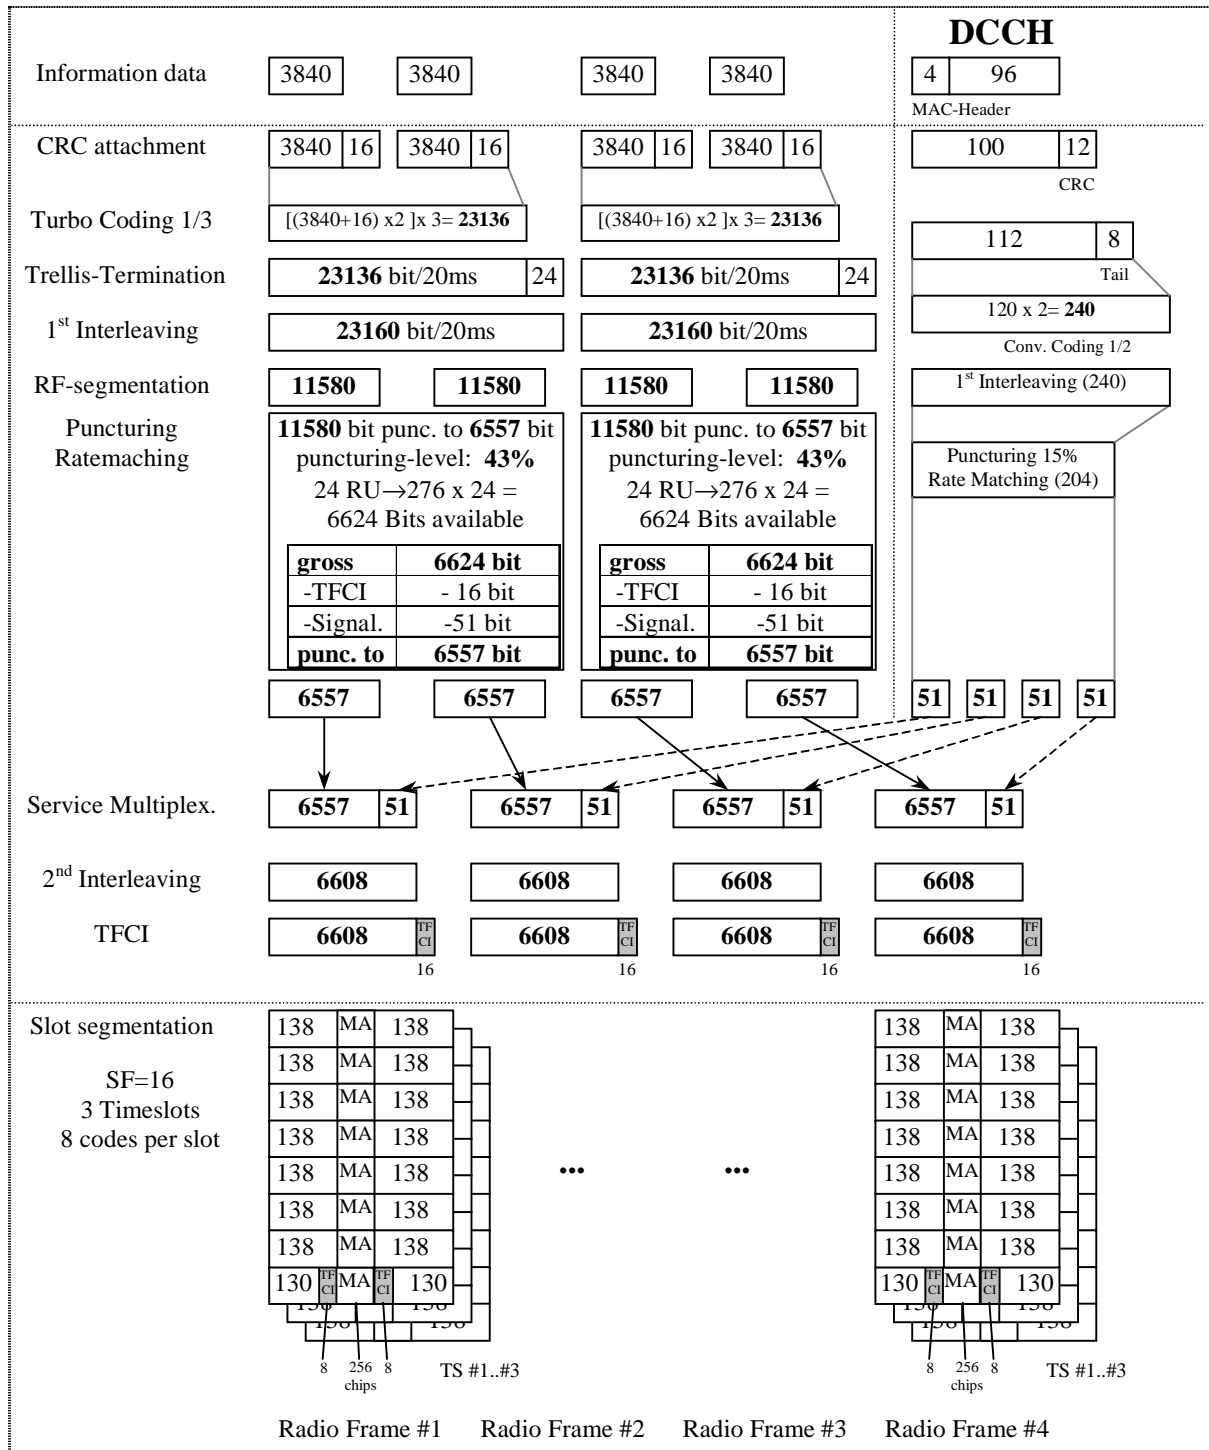 DCCH
Information data 3840 3840 3840 3840 4 96
MAC-Header
CRC attachment 3840 16 3840 16 3840 16 3840 16 100 12
CRC
Turbo Coding 1/3 [(3840+16) x2 ]x 3= 23136 [(3840+16) x2 ]x 3= 23136
112 8
Tail
Trellis-Termination 23136 bit/20ms 24 23136 bit/20ms 24
120 x 2= 240
Conv. Coding 1/2
1st Interleaving 23160 bit/20ms 23160 bit/20ms
RF-segmentation 11580 11580 11580 11580 1st Interleaving (240)
Puncturing
Ratemaching
11580 bit punc. to 6557 bit
puncturing-level: 43%
24 RU→276 x 24 =
6624 Bits available
gross 6624 bit
-TFCI - 16 bit
-Signal. -51 bit
punc. to 6557 bit
11580 bit punc. to 6557 bit
puncturing-level: 43%
24 RU→276 x 24 =
6624 Bits available
gross 6624 bit
-TFCI - 16 bit
-Signal. -51 bit
punc. to 6557 bit
Puncturing 15%
Rate Matching (204)
6557 6557 6557 6557 51 51 51 51
Service Multiplex. 6557 51 6557 51 6557 51 6557 51
2nd Interleaving 6608 6608 6608 6608
TFCI 6608 TF CI 6608 TF CI 6608 TF CI 6608 TF CI
16 16 16 16
Slot segmentation
SF=16
3 Timeslots
8 codes per slot
138 MA 138
138 MA 138
138 MA 138
138 MA 138
138 MA 138
138 MA 138
138 MA 138
130 TF CI MA TF CI 130
138 138
138 138
8 256 8 TS #1..#3
chips
... ...
138 MA 138
138 MA 138
138 MA 138
138 MA 138
138 MA 138
138 MA 138
138 MA 138
130 TF CI MA TF CI 130
138 138
138 138
8 256 8 TS #1..#3
chips
Radio Frame #1 Radio Frame #2 Radio Frame #3 Radio Frame #4